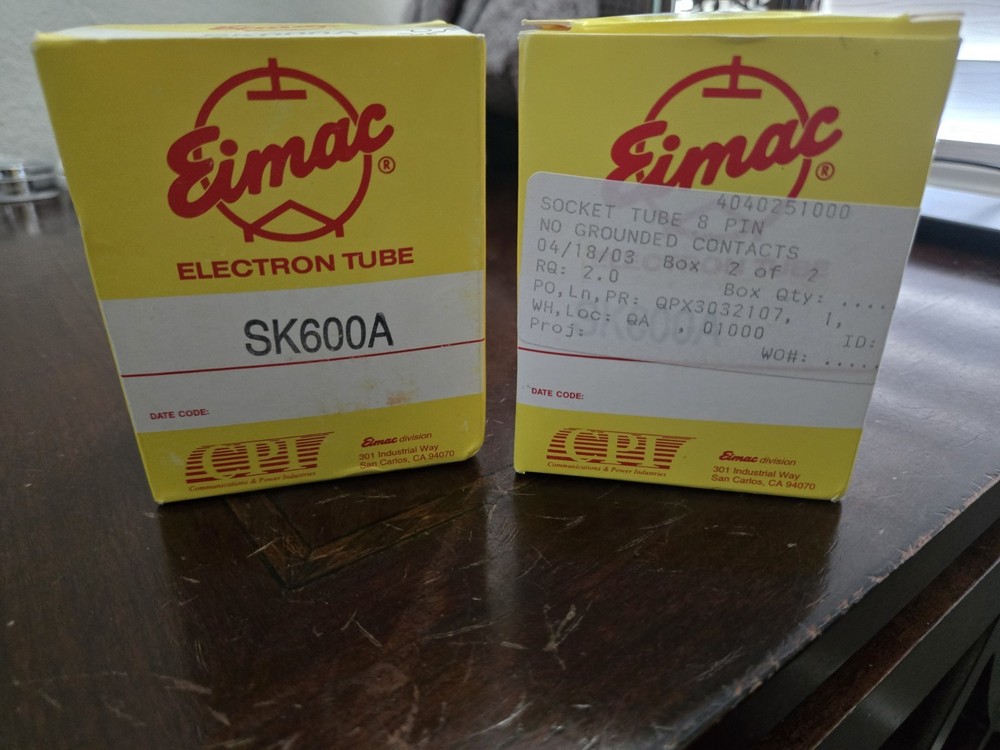 SK600A
Eimac®
ELECTRON TUBE
SK600A
DATE CODE:
CPI
Communications & Power Industries
Eimac division
301 Industrial Way
San Carlos, CA 94070
Eimac®
4040251000
SOCKET TUBE 8 PIN
NO GROUNDED CONTACTS
04/18/03 Box 2 of 2
RQ: 2.0 Box Qty: ....
PO,Ln,PR: QPX3032107, 1,
WH,Loc: QA , 01000 ID:
Proj: WO#: .....
SK600A
DATE CODE:
CPI
Communications & Power Industries
Eimac division
301 Industrial Way
San Carlos, CA 94070